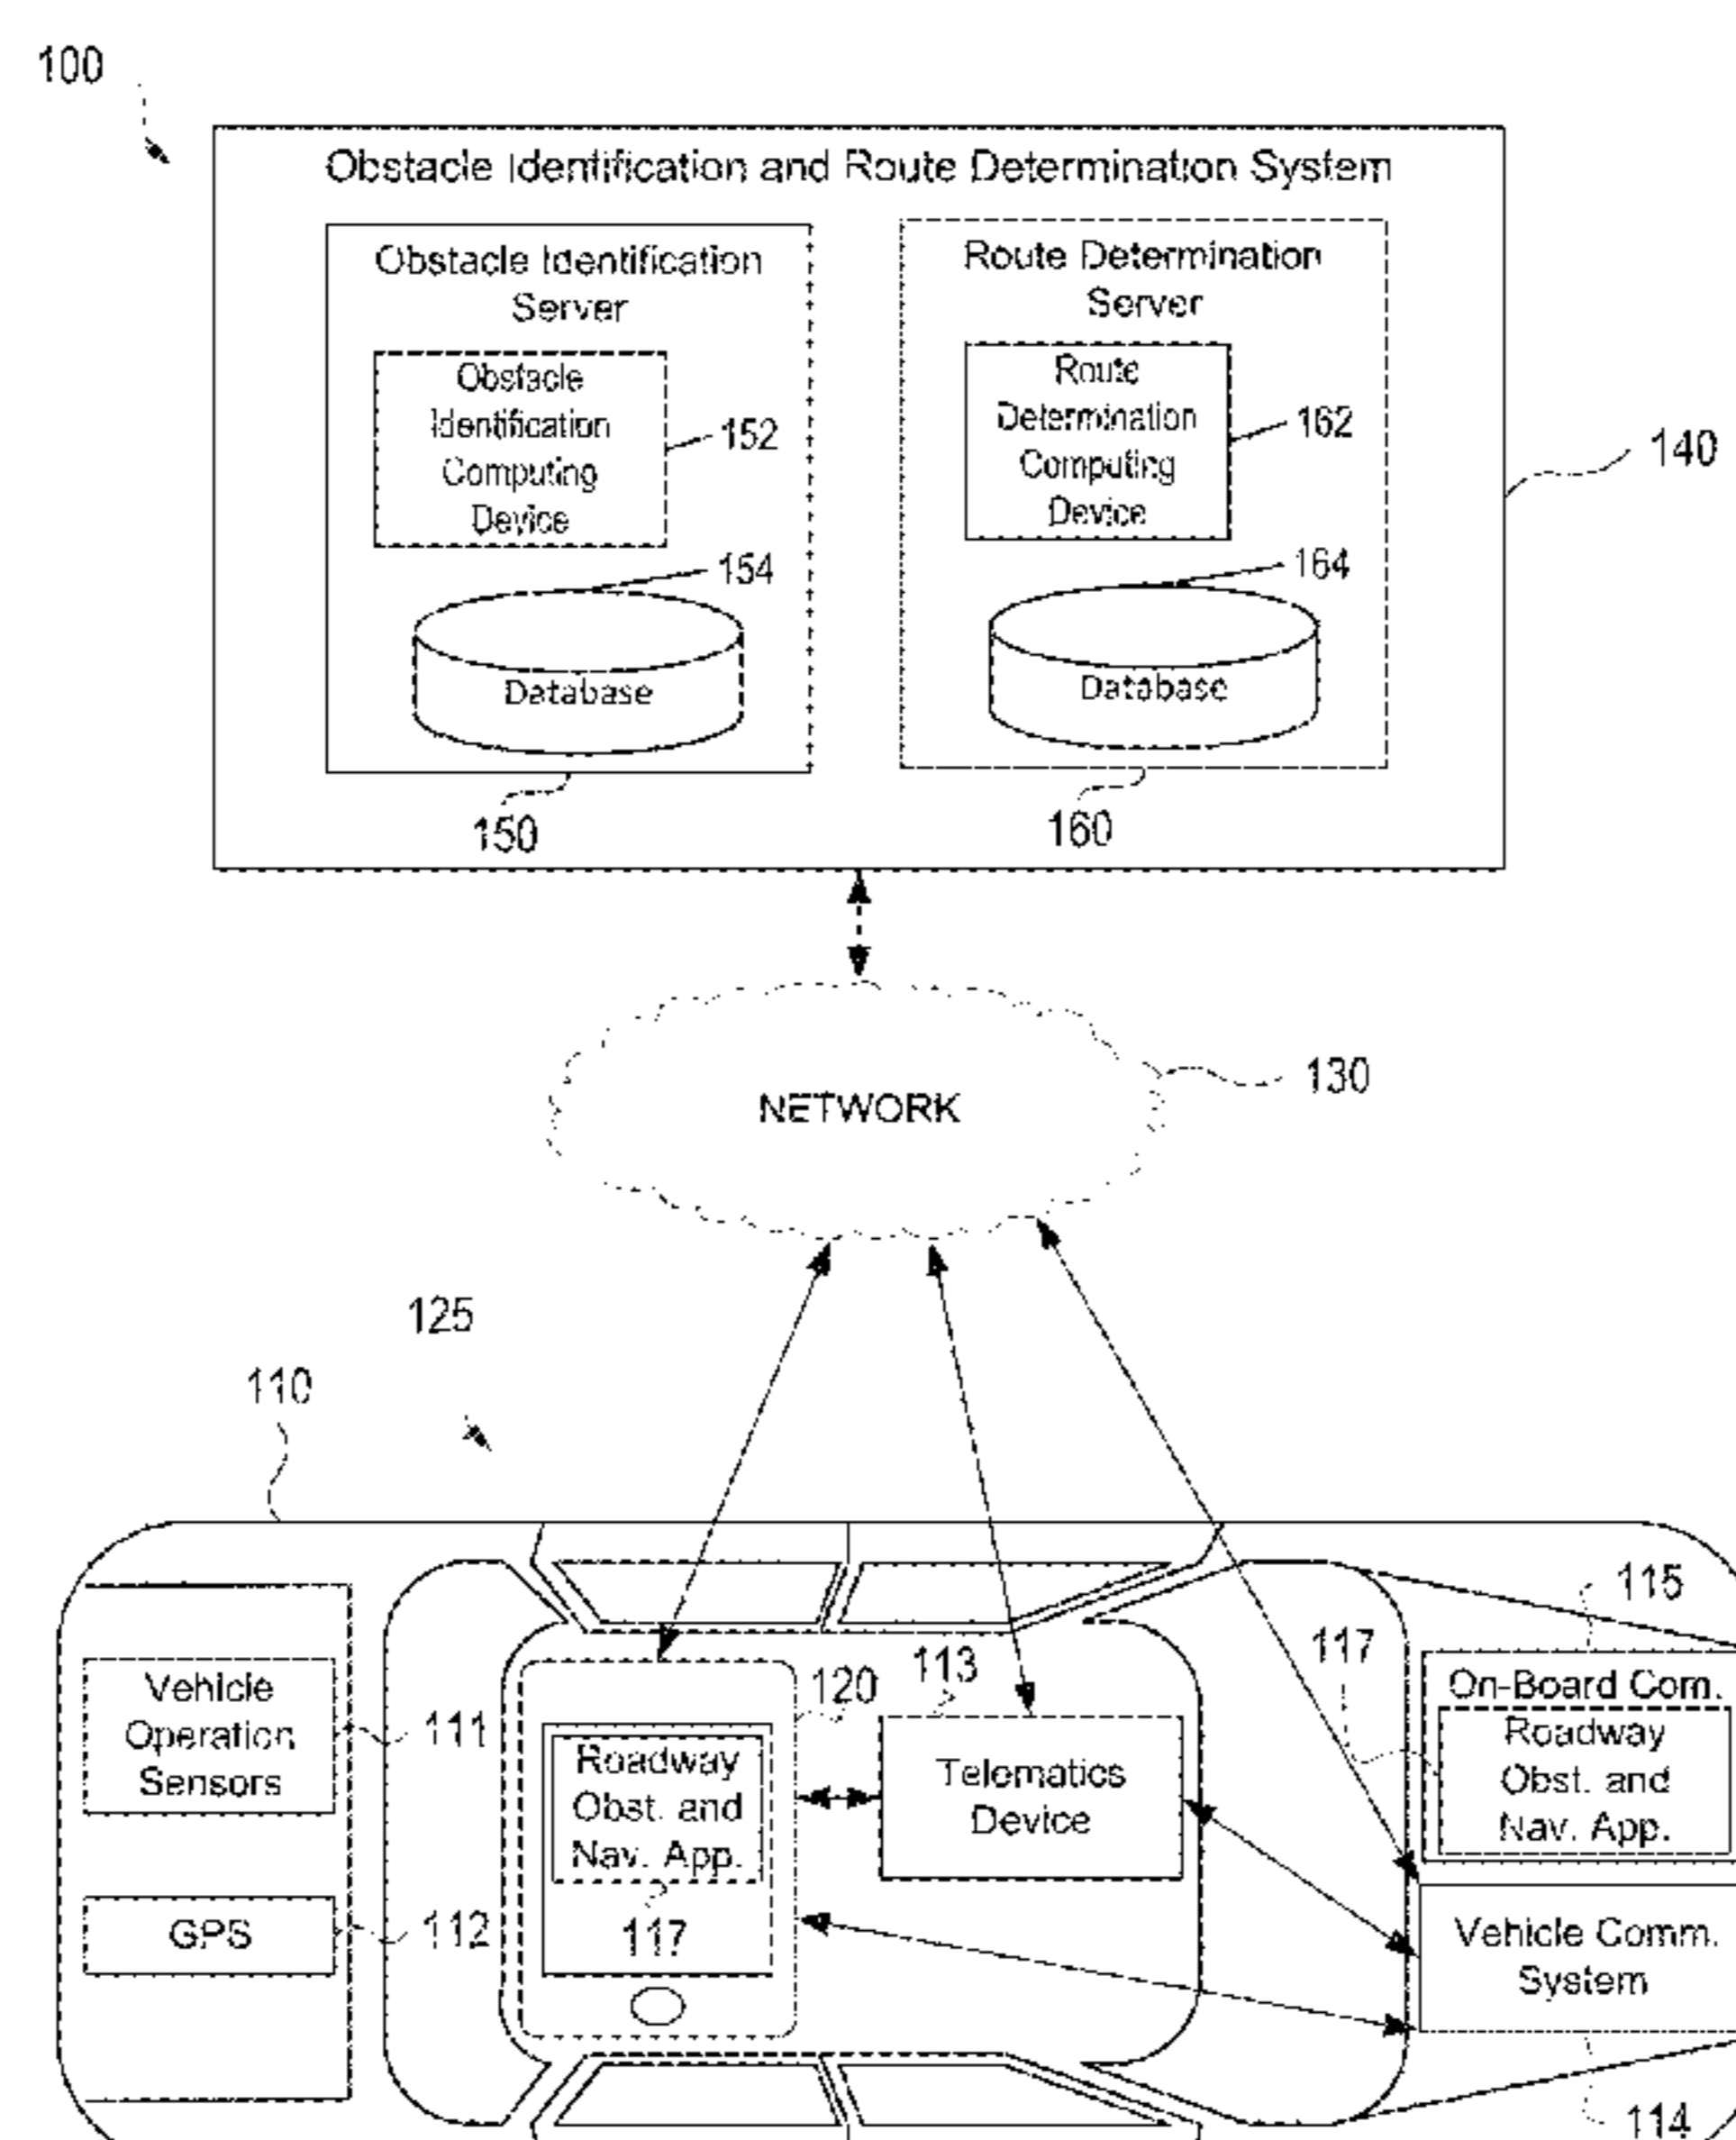 100
Obstacle Identification and Route Determination System
Obstacle Identification
Server
Obstacle
Identification
Computing
Device
152
154
Database
150
Route Determination
Server
Route
Determination
Computing
Device
162
164
Database
160
140
NETWORK
130
125
110
Vehicle
Operation
Sensors
111
GPS
112
Roadway
Obst. and
Nav. App.
117
120
113
Telematics
Device
117
115
On-Board Com.
Roadway
Obst. and
Nav. App.
Vehicle Comm.
System
114